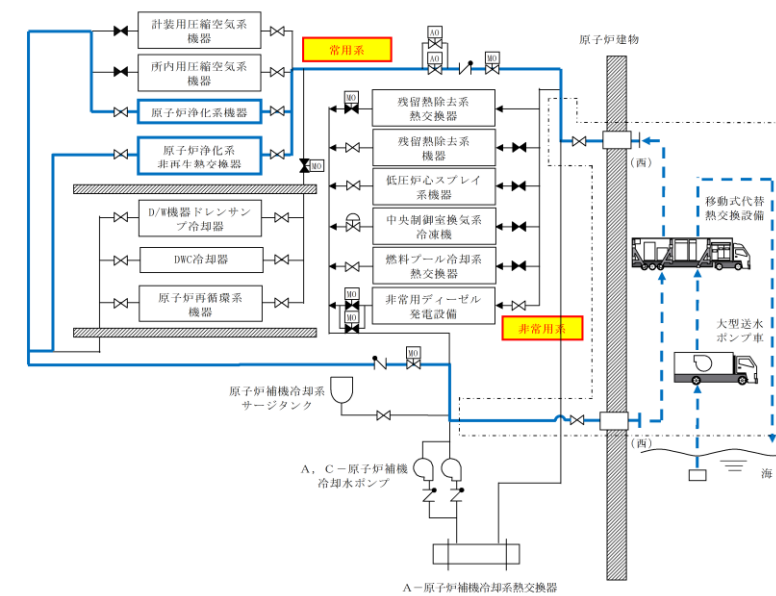 計装用圧縮空気系
機器
所内用圧縮空気系
機器
原子炉浄化系機器
原子炉浄化系
非再生熱交換器
MO
D/W機器ドレンサン
プ冷却器
DWC冷却器
原子炉再循環系
機器
常用系
AO
AO
MO
MO
残留熱除去系
熱交換器
残留熱除去系
機器
低圧炉心スプレイ
系機器
中央制御室換気系
冷凍機
燃料プール冷却系
熱交換器
MO
MO
非常用ディーゼル
発電設備
非常用系
MO
原子炉建物
(西)
移動式代替
熱交換設備
大型送水
ポンプ車
(西)
海
原子炉補機冷却系
サージタンク
A, C-原子炉補機
冷却水ポンプ
A-原子炉補機冷却系熱交換器